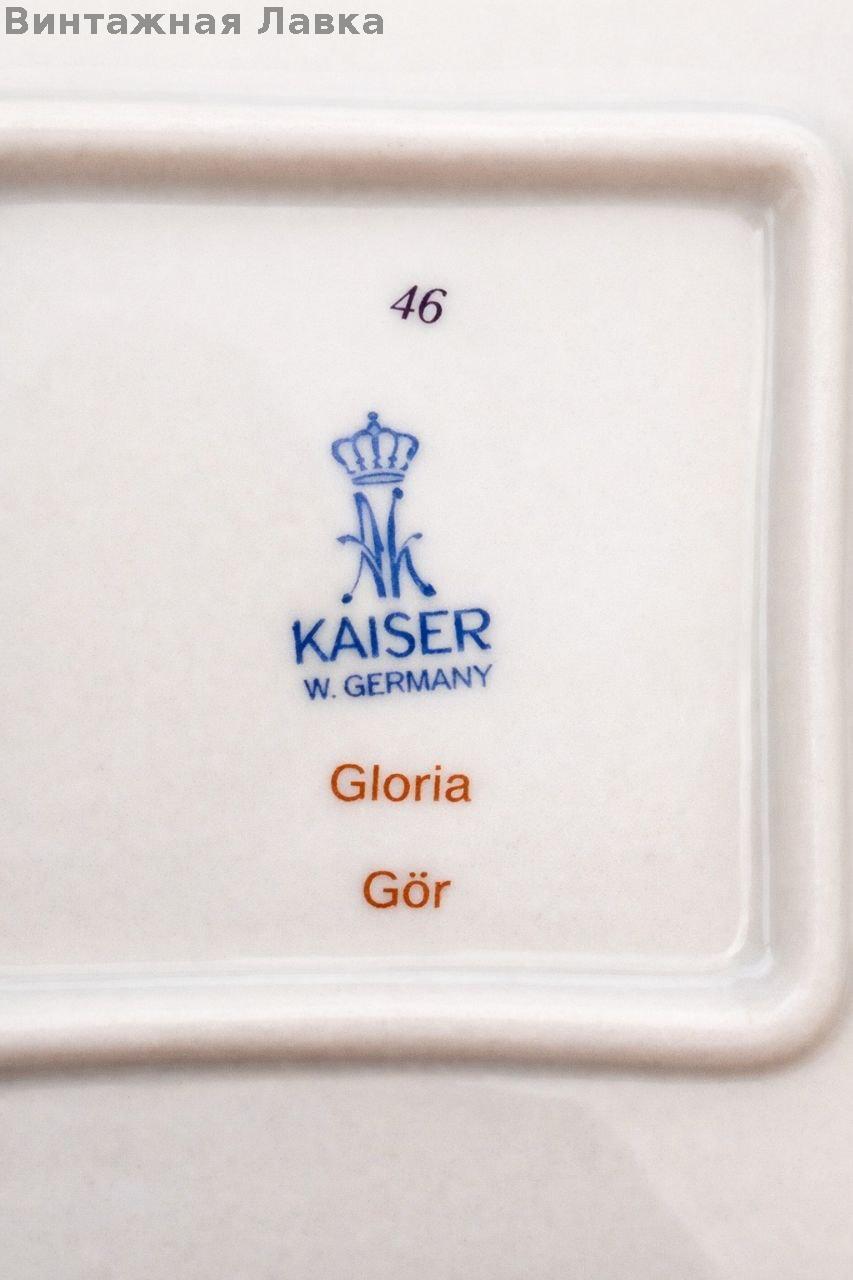 Винтажная Лавка
46
KAISER
W. GERMANY
Gloria
Gör